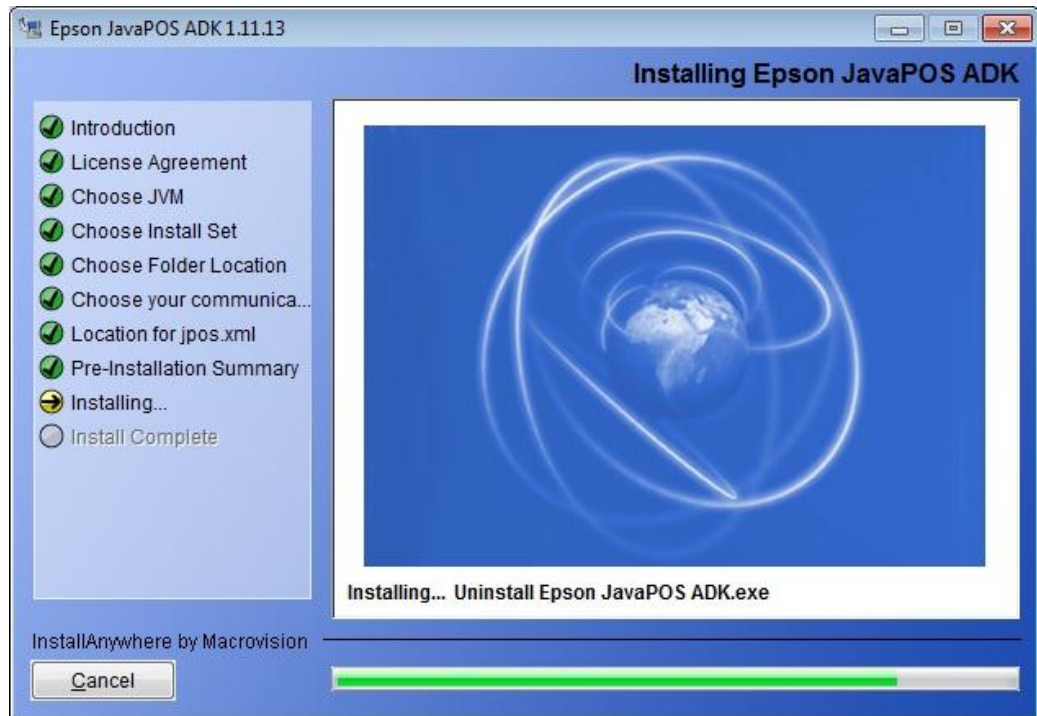 Epson JavaPOS ADK 1.11.13
Installing Epson JavaPOS ADK
Introduction
License Agreement
Choose JVM
Choose Install Set
Choose Folder Location
Choose your communica...
Location for jpos.xml
Pre-Installation Summary
Installing...
Install Complete
Installing... Uninstall Epson JavaPOS ADK.exe
InstallAnywhere by Macrovision
Cancel